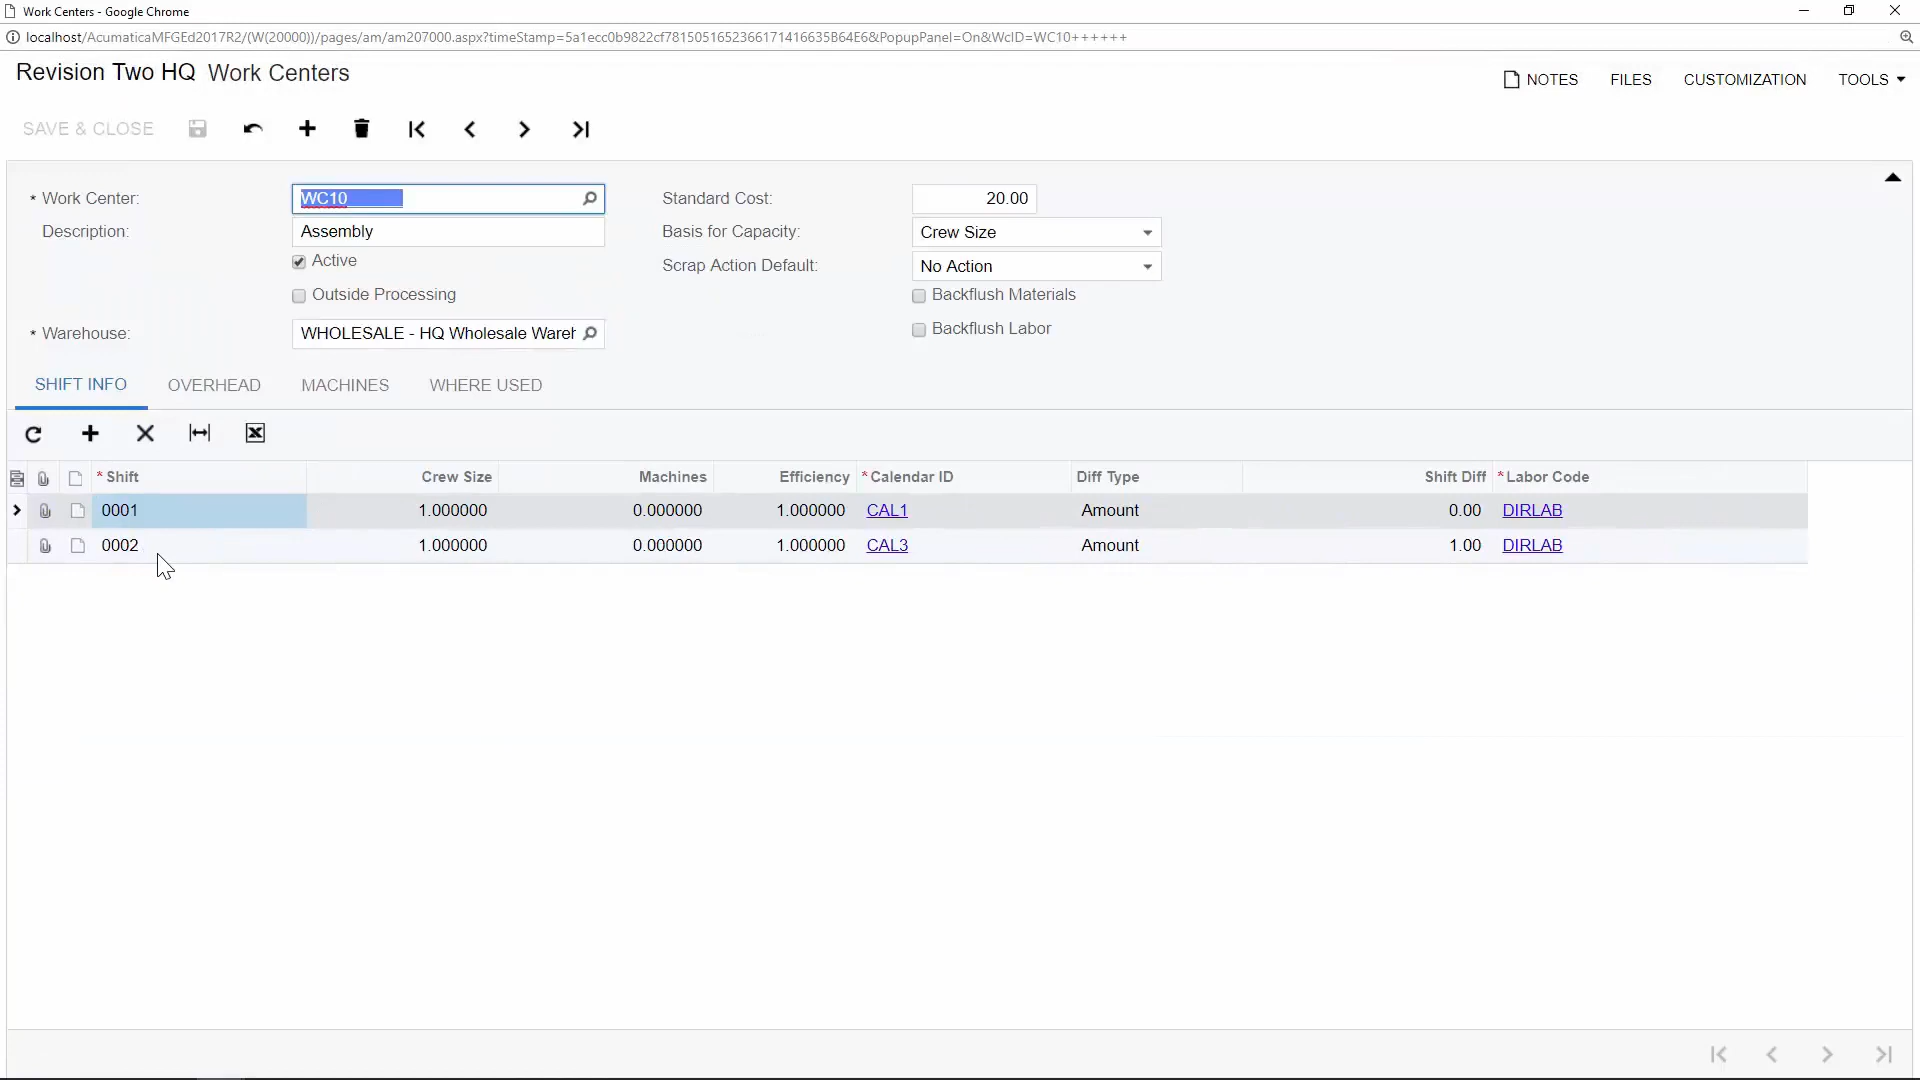 Work Centers - Google Chrome
localhost/AcumaticaMFGEd2017R2/(W(20000))/pages/am/am207000.aspx?timeStamp=5a1ecc0b9822cf7815051652366171416635B64E6&PopupPanel=On&WcID=WC10++++++
Revision Two HQ Work Centers
NOTES FILES CUSTOMIZATION TOOLS
SAVE & CLOSE
* Work Center: WC10 Standard Cost: 20.00
Description: Assembly Basis for Capacity: Crew Size
Active Scrap Action Default: No Action
Outside Processing Backflush Materials
* Warehouse: WHOLESALE - HQ Wholesale Wareh Backflush Labor
SHIFT INFO OVERHEAD MACHINES WHERE USED
* Shift Crew Size Machines Efficiency * Calendar ID Diff Type Shift Diff * Labor Code
0001 1.000000 0.000000 1.000000 CAL1 Amount 0.00 DIRLAB
0002 1.000000 0.000000 1.000000 CAL3 Amount 1.00 DIRLAB